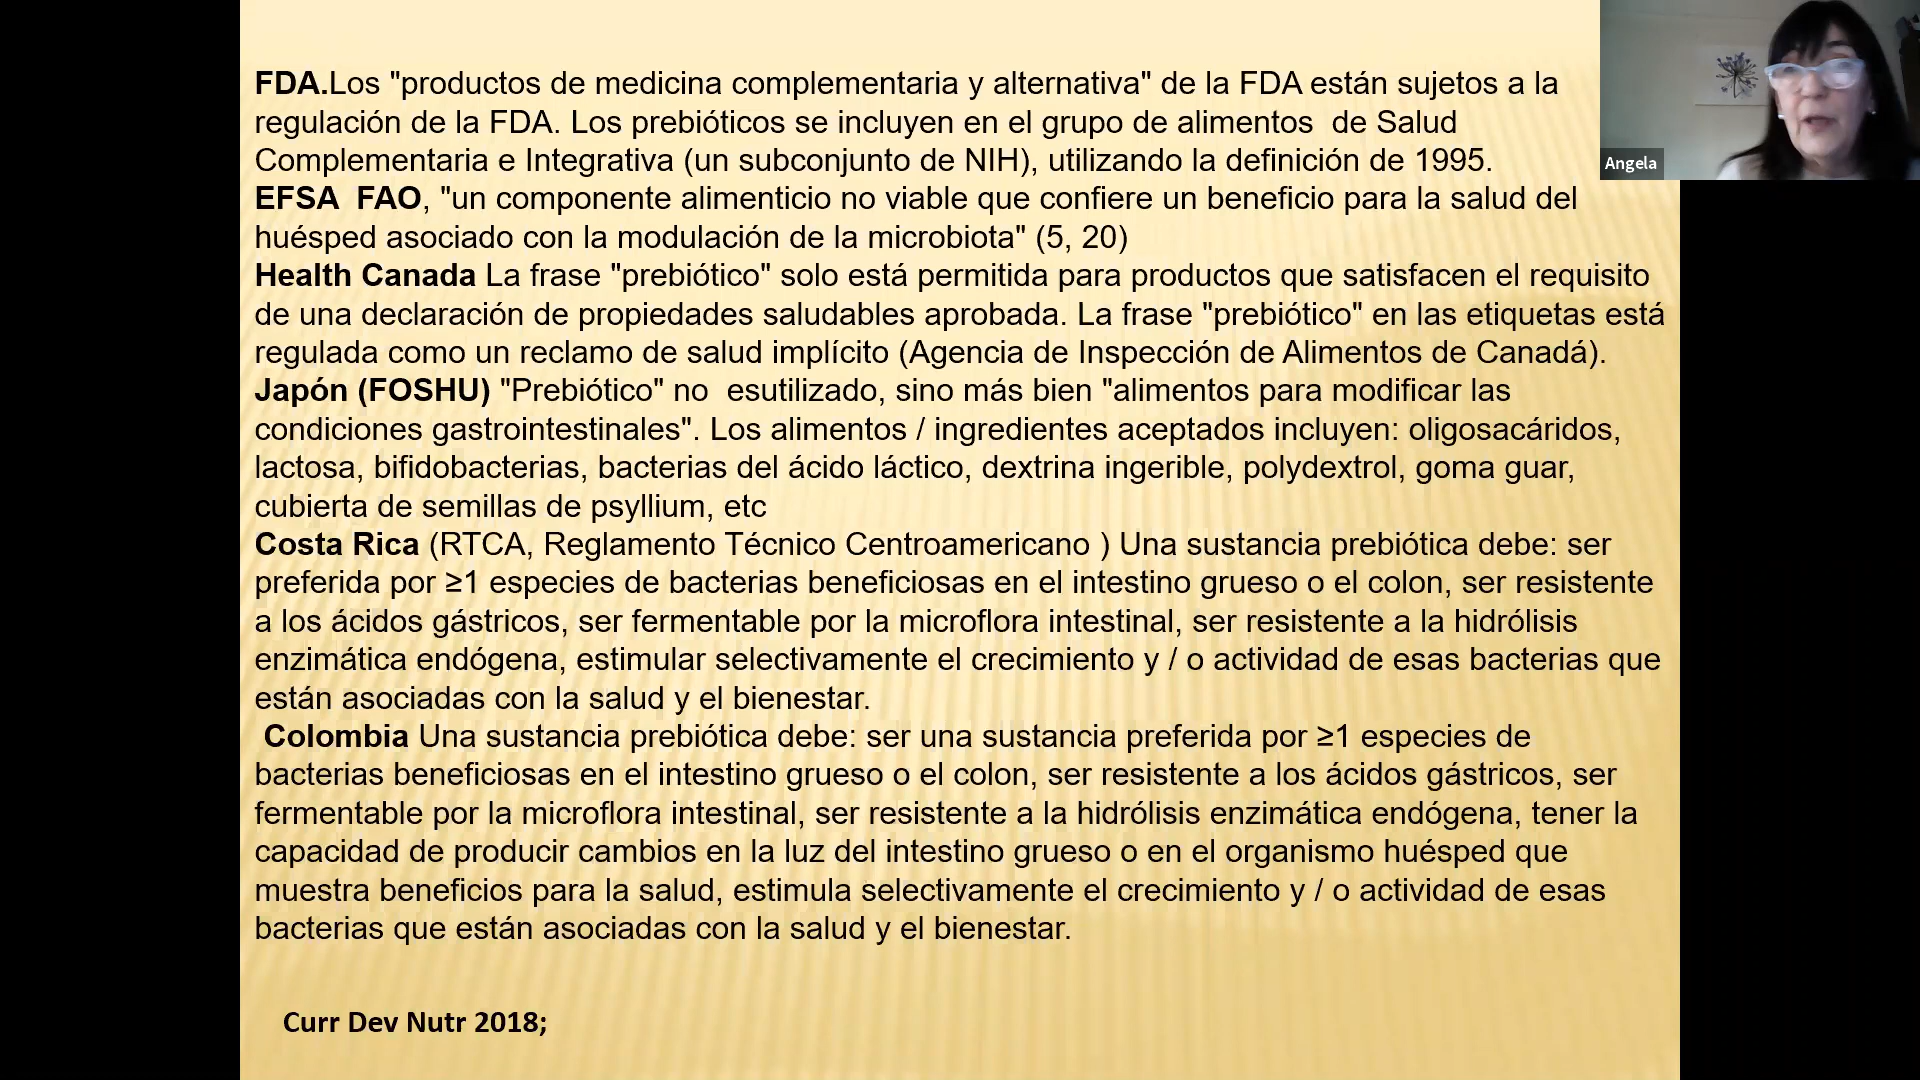 FDA.Los "productos de medicina complementaria y alternativa" de la FDA están sujetos a la
regulación de la FDA. Los prebióticos se incluyen en el grupo de alimentos  de Salud
Complementaria e Integrativa (un subconjunto de NIH), utilizando la definición de 1995.
EFSA  FAO, "un componente alimenticio no viable que confiere un beneficio para la salud del
huésped asociado con la modulación de la microbiota" (5, 20)
Health Canada La frase "prebiótico" solo está permitida para productos que satisfacen el requisito
de una declaración de propiedades saludables aprobada. La frase "prebiótico" en las etiquetas está
regulada como un reclamo de salud implícito (Agencia de Inspección de Alimentos de Canadá).
Japón (FOSHU) "Prebiótico" no  esutilizado, sino más bien "alimentos para modificar las
condiciones gastrointestinales". Los alimentos / ingredientes aceptados incluyen: oligosacáridos,
lactosa, bifidobacterias, bacterias del ácido láctico, dextrina ingerible, polydextrol, goma guar,
cubierta de semillas de psyllium, etc
Costa Rica (RTCA, Reglamento Técnico Centroamericano ) Una sustancia prebiótica debe: ser
preferida por ≥1 especies de bacterias beneficiosas en el intestino grueso o el colon, ser resistente
a los ácidos gástricos, ser fermentable por la microflora intestinal, ser resistente a la hidrólisis
enzimática endógena, estimular selectivamente el crecimiento y / o actividad de esas bacterias que
están asociadas con la salud y el bienestar.
Colombia Una sustancia prebiótica debe: ser una sustancia preferida por ≥1 especies de
bacterias beneficiosas en el intestino grueso o el colon, ser resistente a los ácidos gástricos, ser
fermentable por la microflora intestinal, ser resistente a la hidrólisis enzimática endógena, tener la
capacidad de producir cambios en la luz del intestino grueso o en el organismo huésped que
muestra beneficios para la salud, estimula selectivamente el crecimiento y / o actividad de esas
bacterias que están asociadas con la salud y el bienestar.
Curr Dev Nutr 2018;
Angela